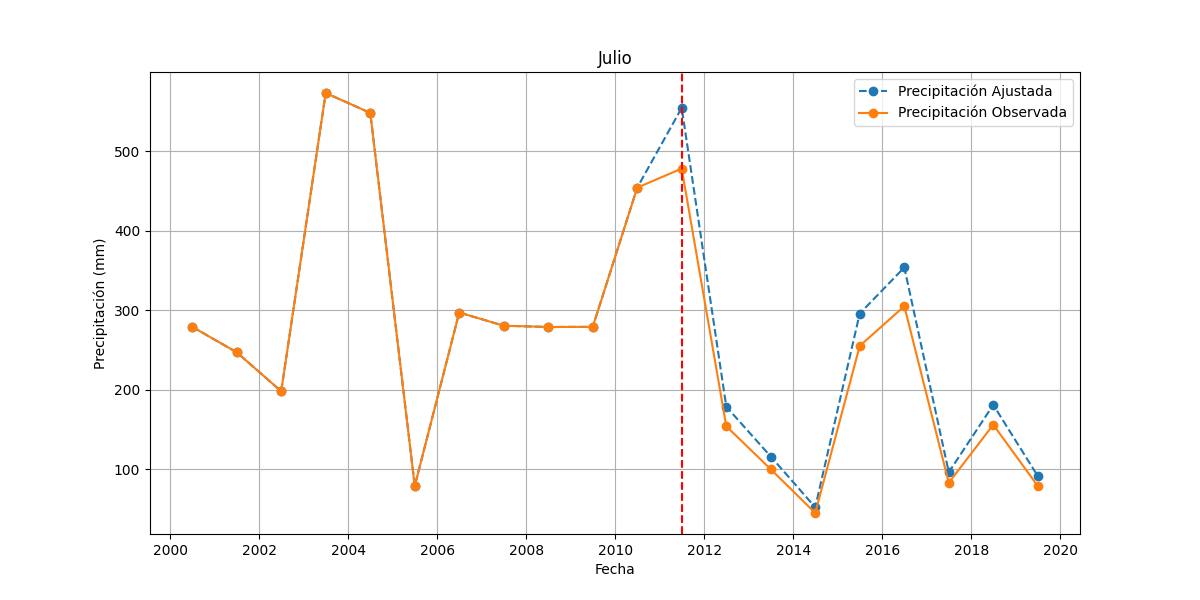 Julio
Precipitación Ajustada
Precipitación Observada
Precipitación (mm)
500
400
300
200
100
2000 2002 2004 2006 2008 2010 2012 2014 2016 2018 2020
Fecha